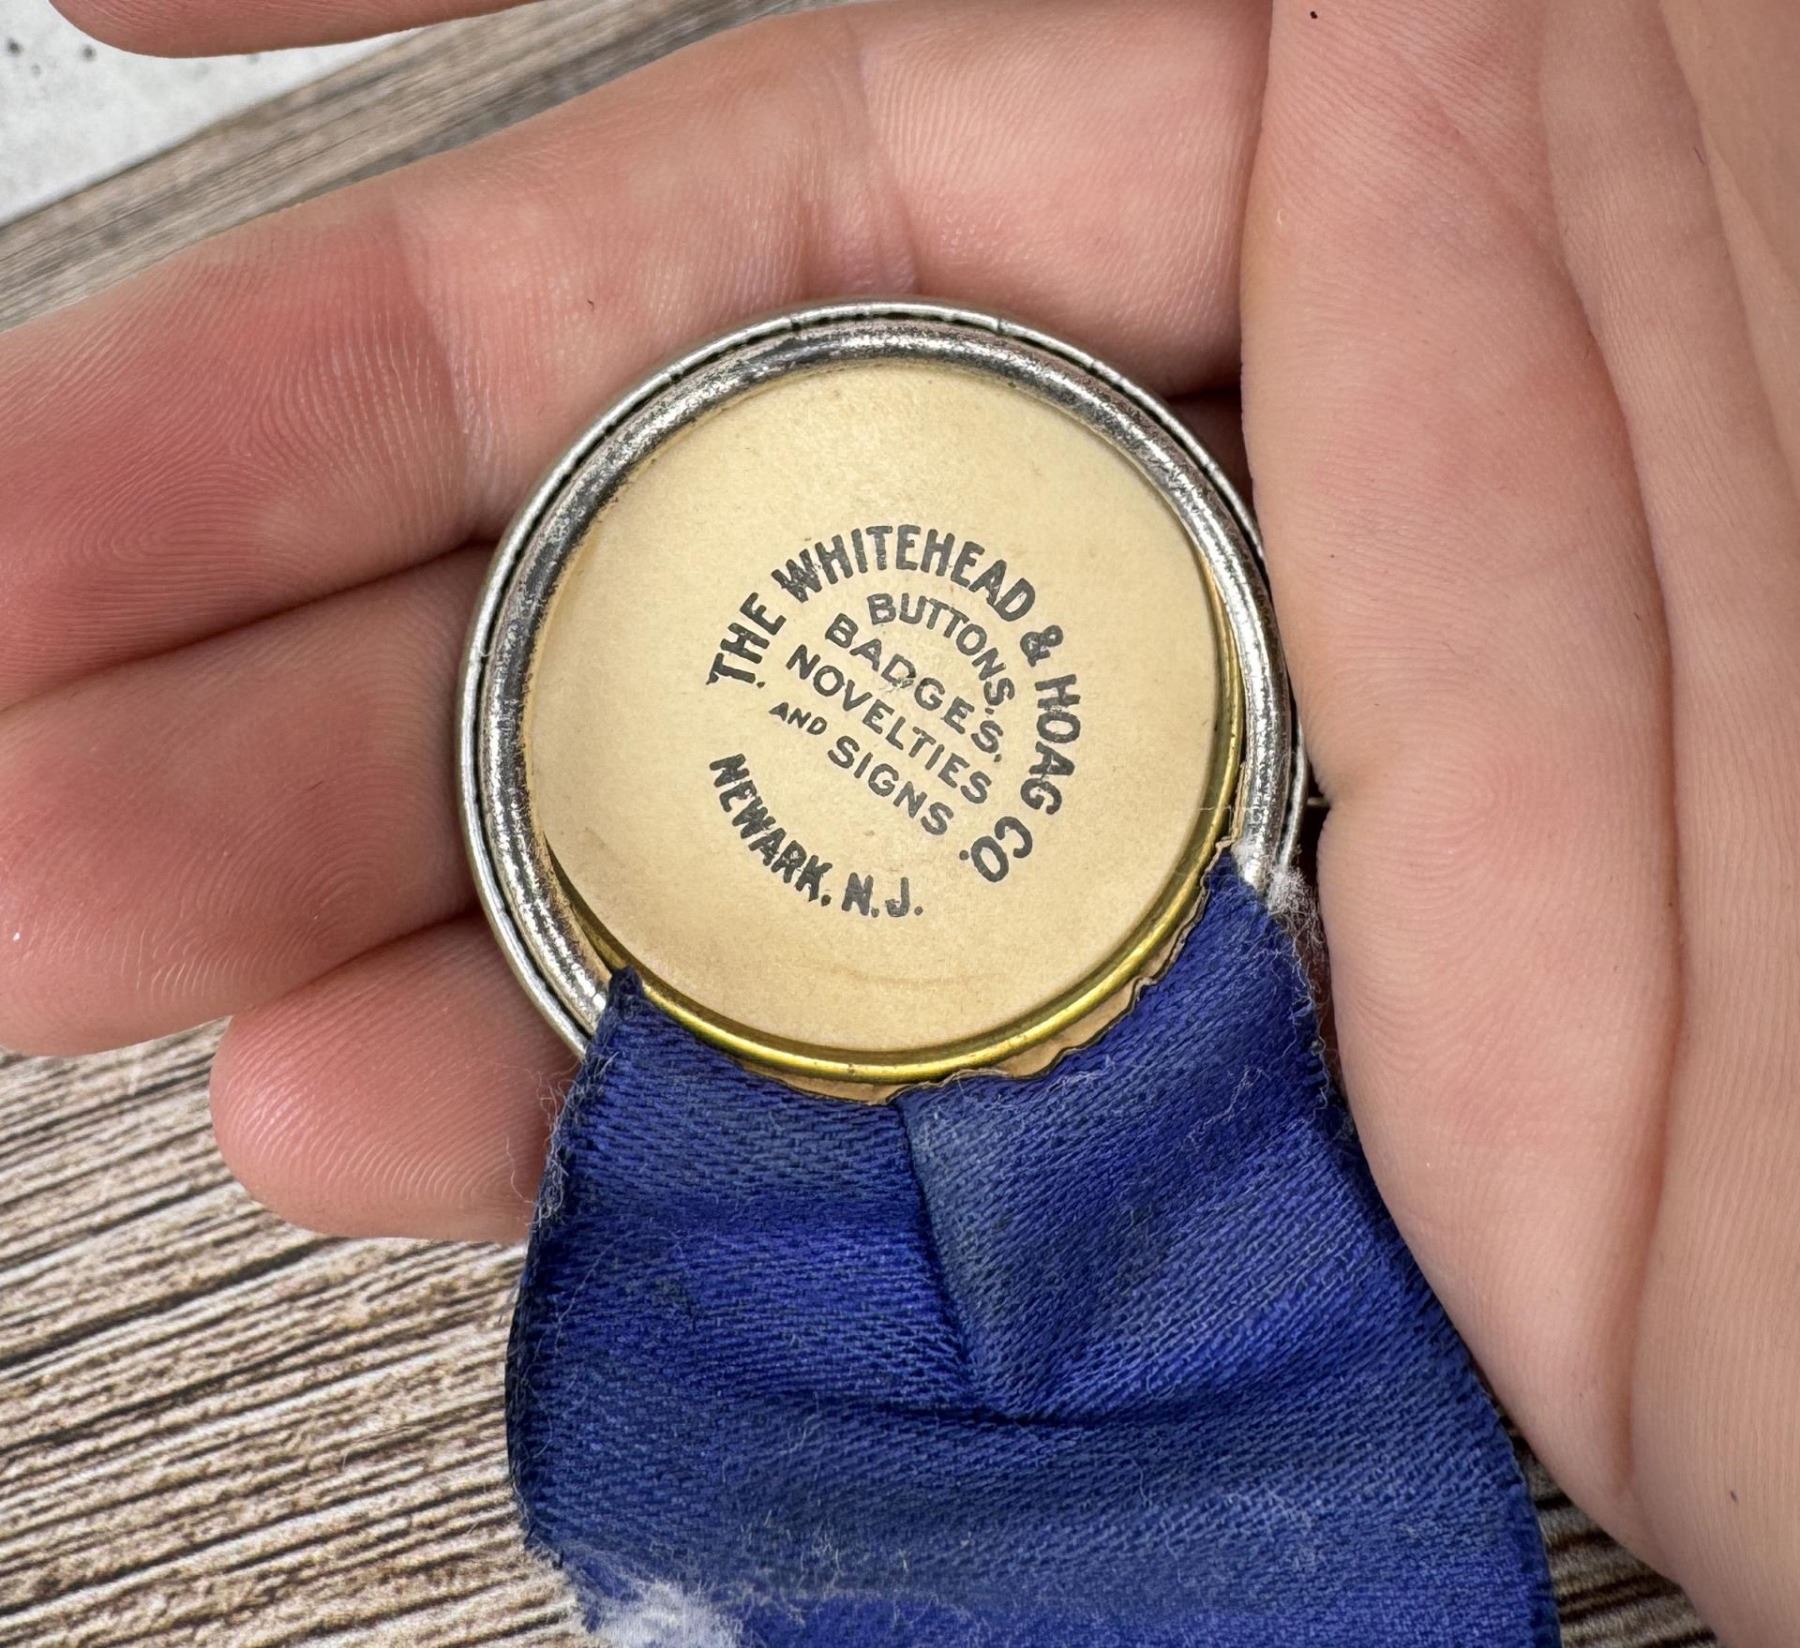 THE WHITEHEAD & HOAG CO.
BUTTONS,
BADGES,
NOVELTIES
AND SIGNS
NEWARK, N.J.